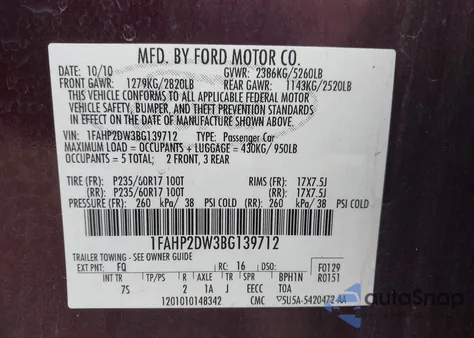 MFD. BY FORD MOTOR CO.
DATE: 10/10 GVWR: 2386KG/5260LB
FRONT GAWR: 1279KG/2820LB REAR GAWR: 1143KG/2520LB
THIS VEHICLE CONFORMS TO ALL APPLICABLE FEDERAL MOTOR
VEHICLE SAFETY, BUMPER, AND THEFT PREVENTION STANDARDS
IN EFFECT ON THE DATE OF MANUFACTURE SHOWN ABOVE.
VIN: 1FAHP2DW3BG139712 TYPE: Passenger Car
MAXIMUM LOAD = OCCUPANTS + LUGGAGE = 430KG/ 950LB
OCCUPANTS = 5 TOTAL: 2 FRONT, 3 REAR
TIRE (FR): P235/60R17 100T RIMS (FR): 17X7.5J
(RR): P235/60R17 100T (RR): 17X7.5J
PRESSURE (FR): 260 kPa/ 38 PSI COLD (RR): 260 kPa/ 38 PSI COLD
1FAHP2DW3BG139712
TRAILER TOWING - SEE OWNER GUIDE
EXT PNT: FQ RC: 16 DSO: F0129
R0151
INT TR TP/PS R AXLE TR SPR BPH1N
7S 2 1A J EECC TOA
1201010148342 CMC 5U5A-5420472-AA
autoSnap